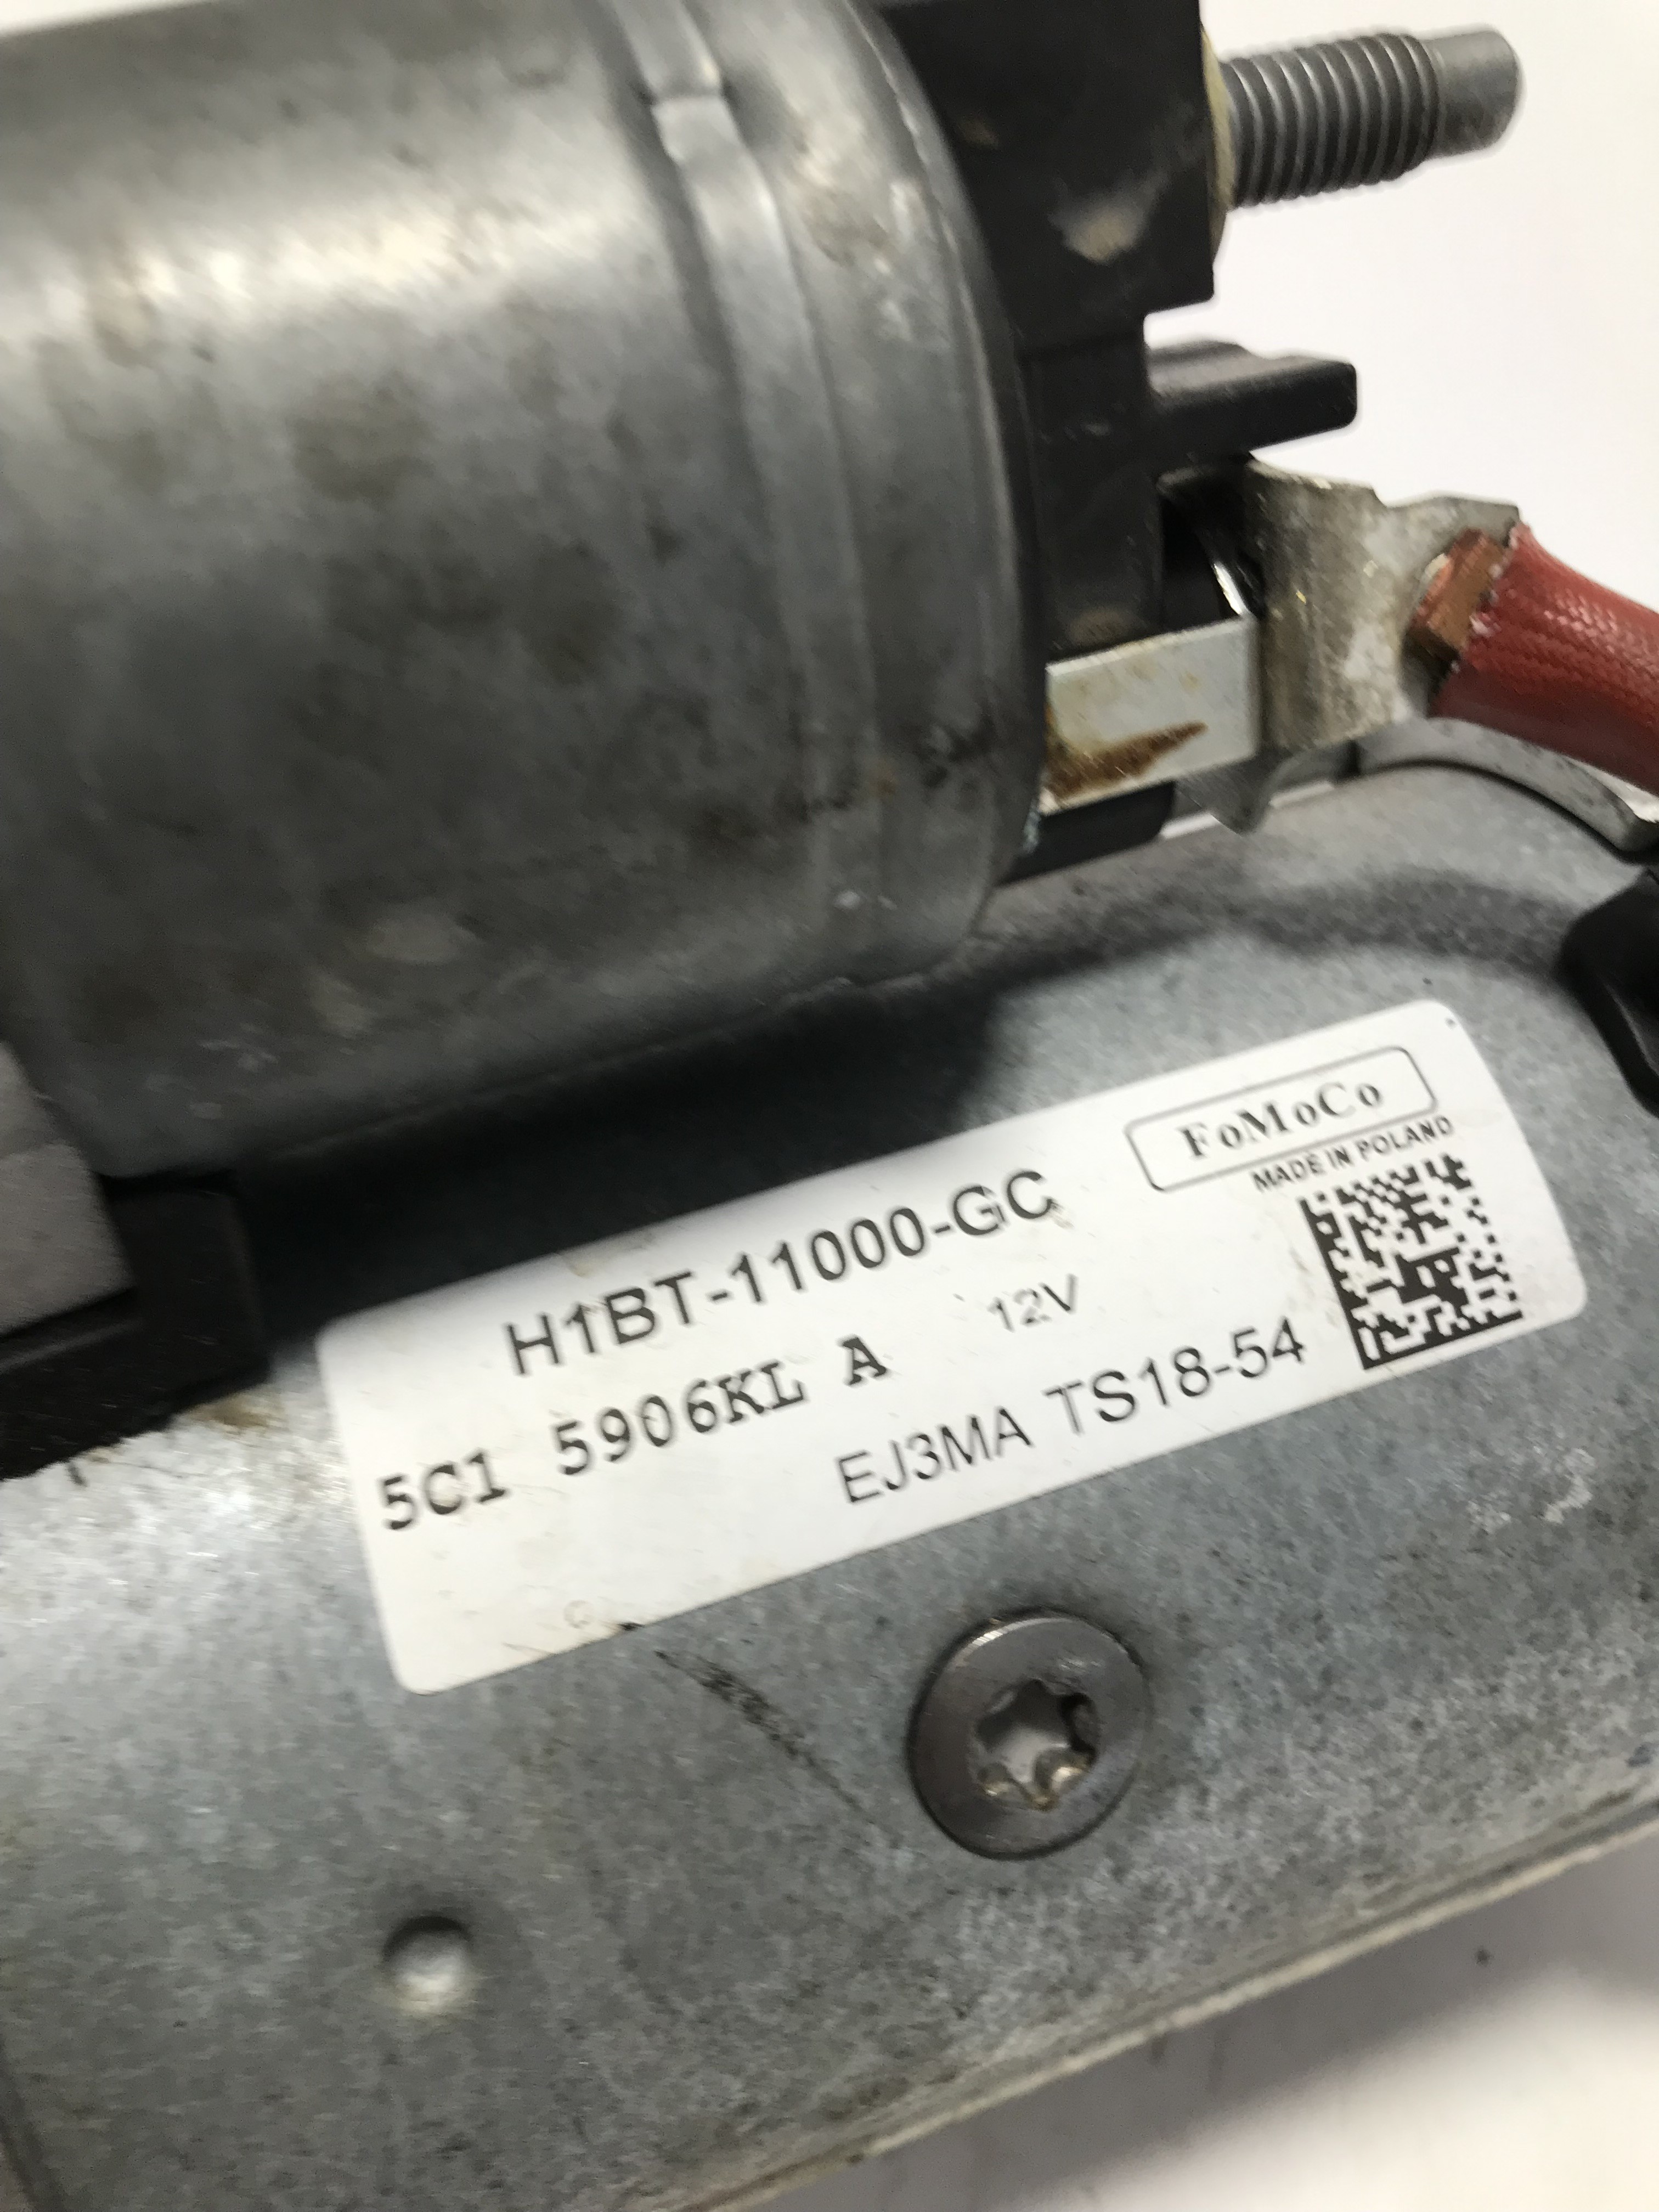 FoMoCo
MADE IN POLAND
H1BT-11000-GC
12V
5C1 5906KL A
EJ3MA TS18-54